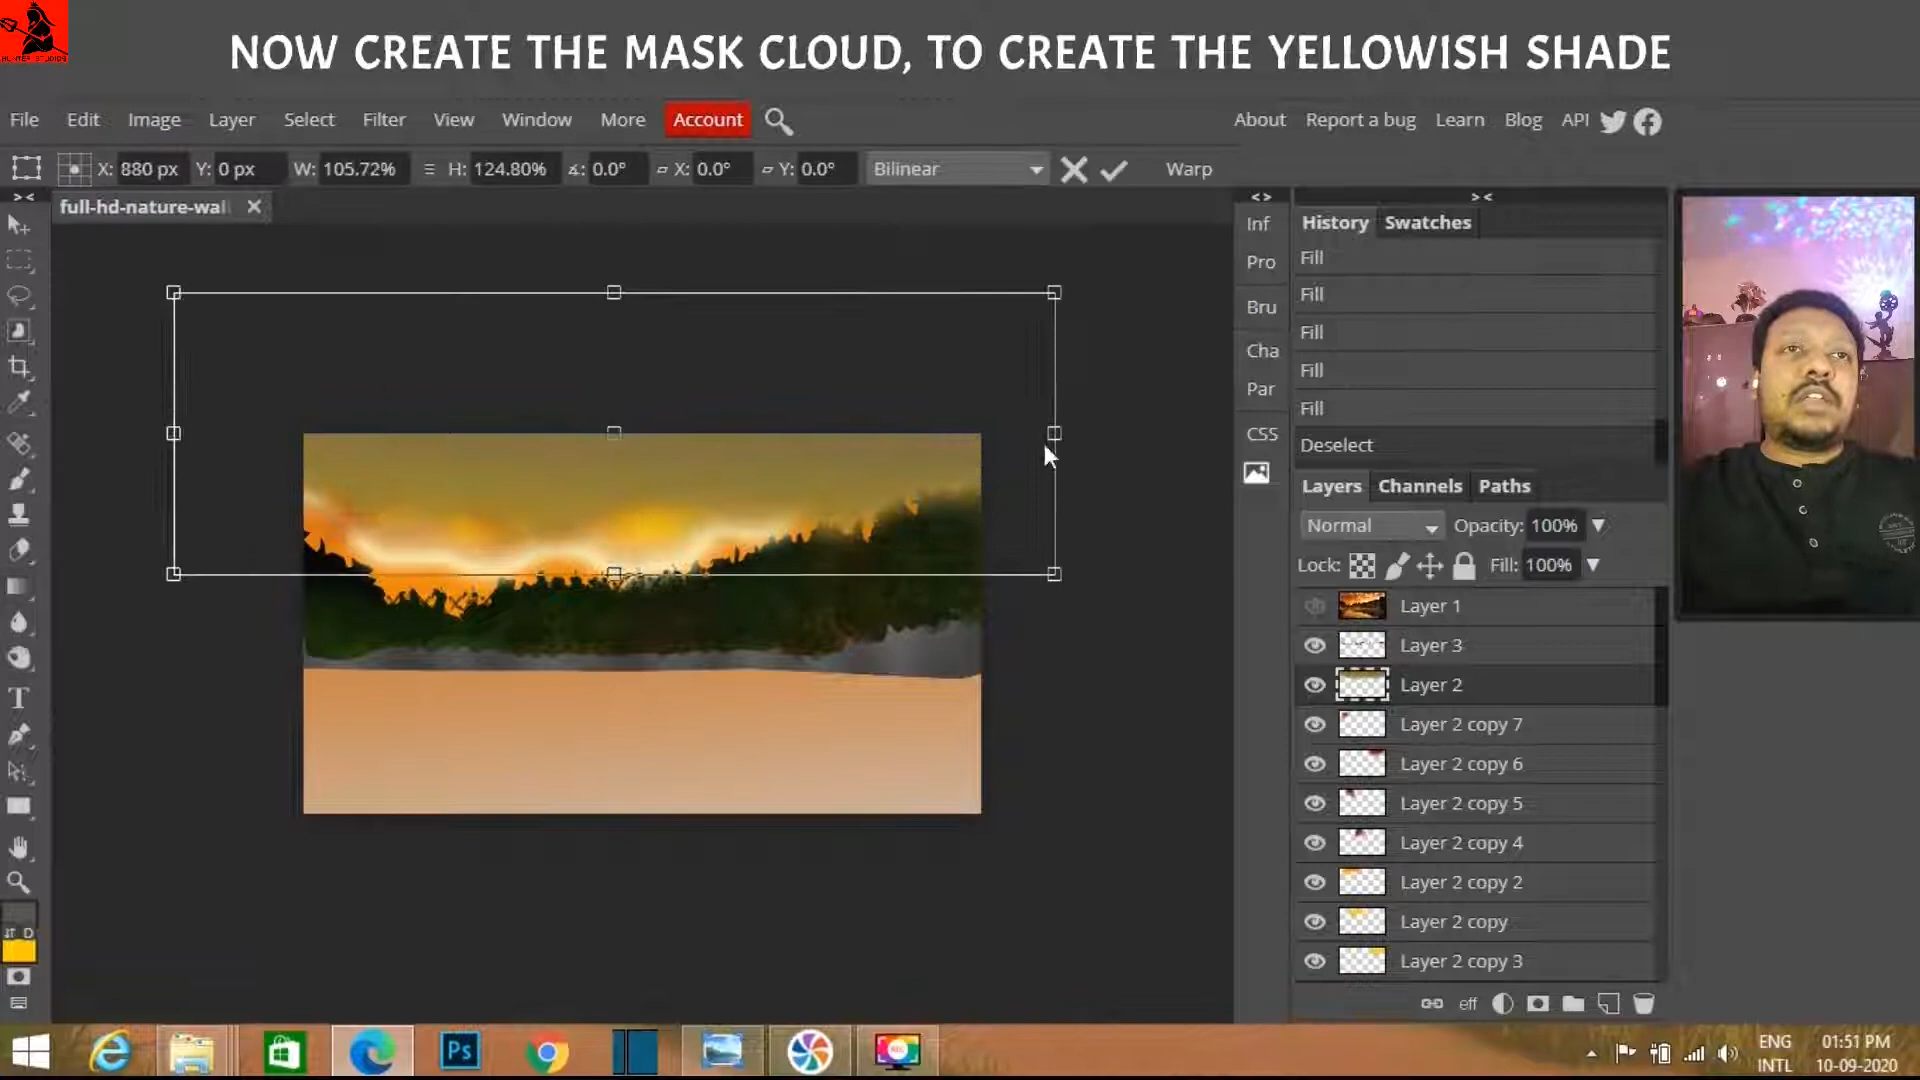 NOW CREATE THE MASK CLOUD, TO CREATE THE YELLOWISH SHADE
HUNTER STUDIOS
File Edit Image Layer Select Filter View Window More Account About Report a bug Learn Blog API
X: 880 px Y: 0 px W: 105.72% H: 124.80% ∡: 0.0° X: 0.0° Y: 0.0° Bilinear Warp
full-hd-nature-wal
Inf
Pro
Bru
Cha
Par
CSS
History Swatches
Fill
Fill
Fill
Fill
Fill
Deselect
Layers Channels Paths
Normal Opacity: 100%
Lock: Fill: 100%
Layer 1
Layer 3
Layer 2
Layer 2 copy 7
Layer 2 copy 6
Layer 2 copy 5
Layer 2 copy 4
Layer 2 copy 2
Layer 2 copy
Layer 2 copy 3
eff
T
D
Ps
ENG
INTL
01:51 PM
10-09-2020